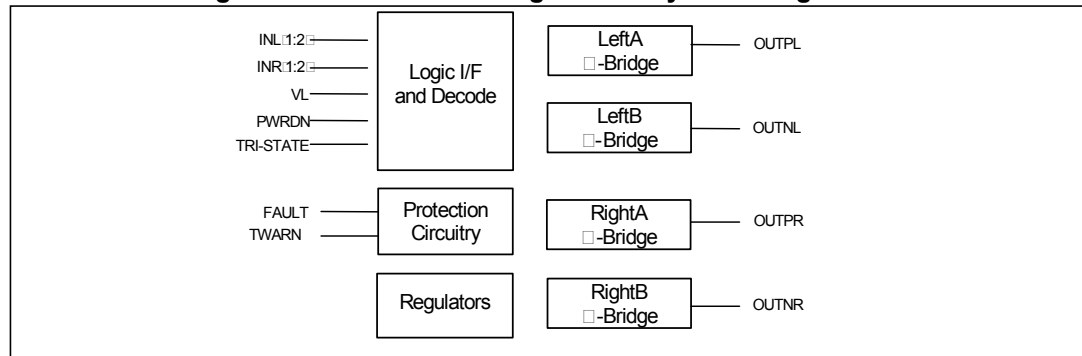 INL□1:2□
INR□1:2□
VL
PWRDN
TRI-STATE
Logic I/F
and Decode
FAULT
TWARN
Protection
Circuitry
Regulators
LeftA
□-Bridge
OUTPL
LeftB
□-Bridge
OUTNL
RightA
□-Bridge
OUTPR
RightB
□-Bridge
OUTNR